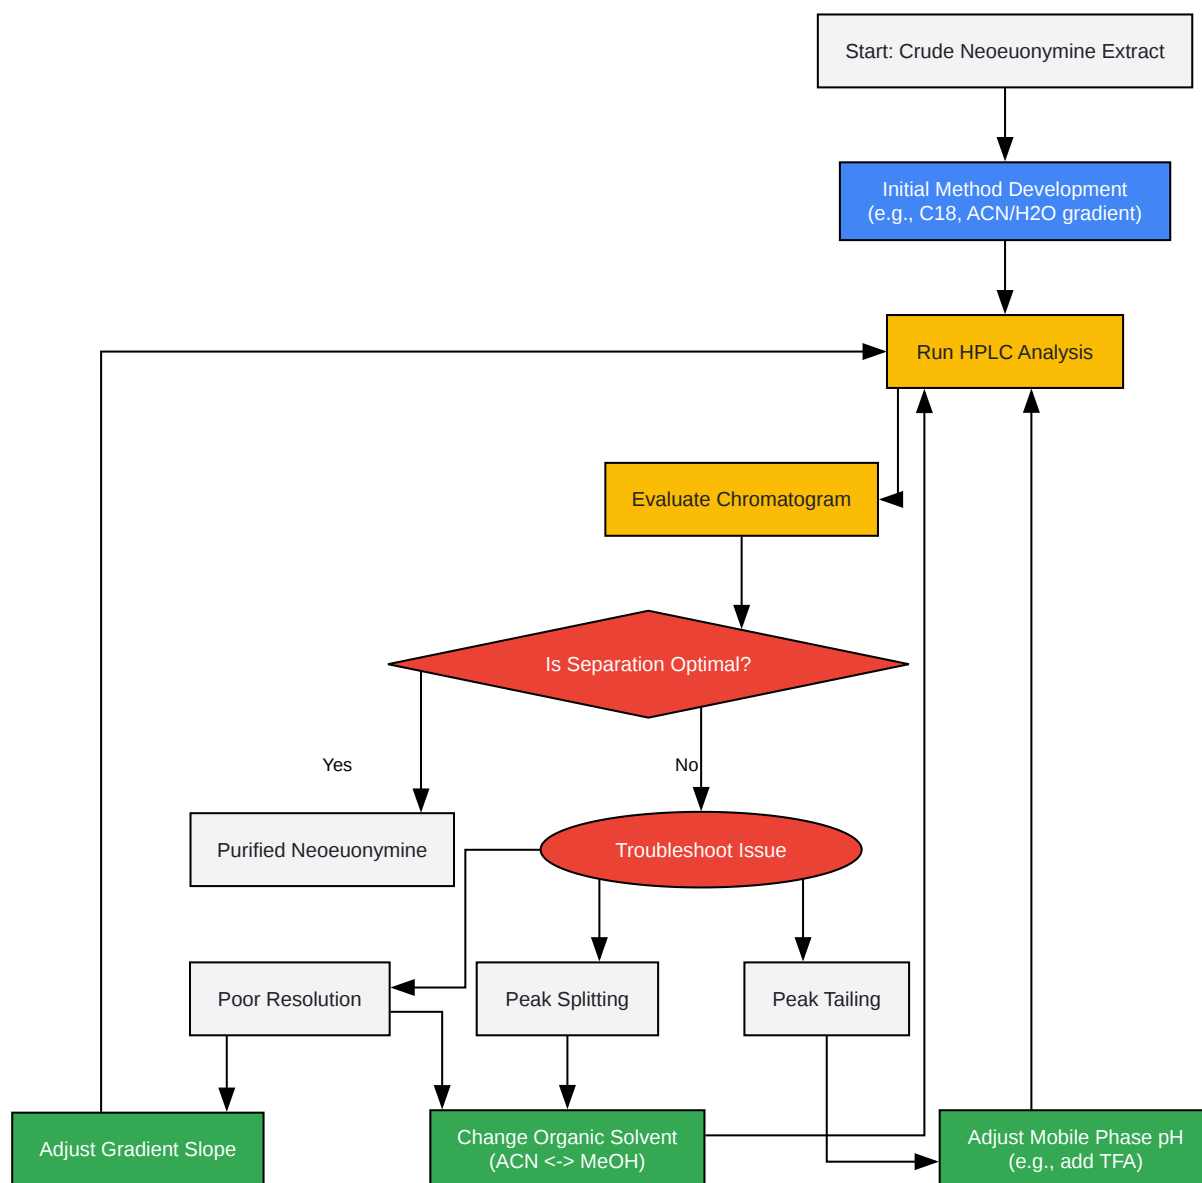 Start: Crude Neoeuonymine Extract
Initial Method Development
(e.g., C18, ACN/H2O gradient)
Run HPLC Analysis
Evaluate Chromatogram
Is Separation Optimal?
Yes
No
Purified Neoeuonymine
Troubleshoot Issue
Poor Resolution
Peak Splitting
Peak Tailing
Adjust Gradient Slope
Change Organic Solvent
(ACN <-> MeOH)
Adjust Mobile Phase pH
(e.g., add TFA)